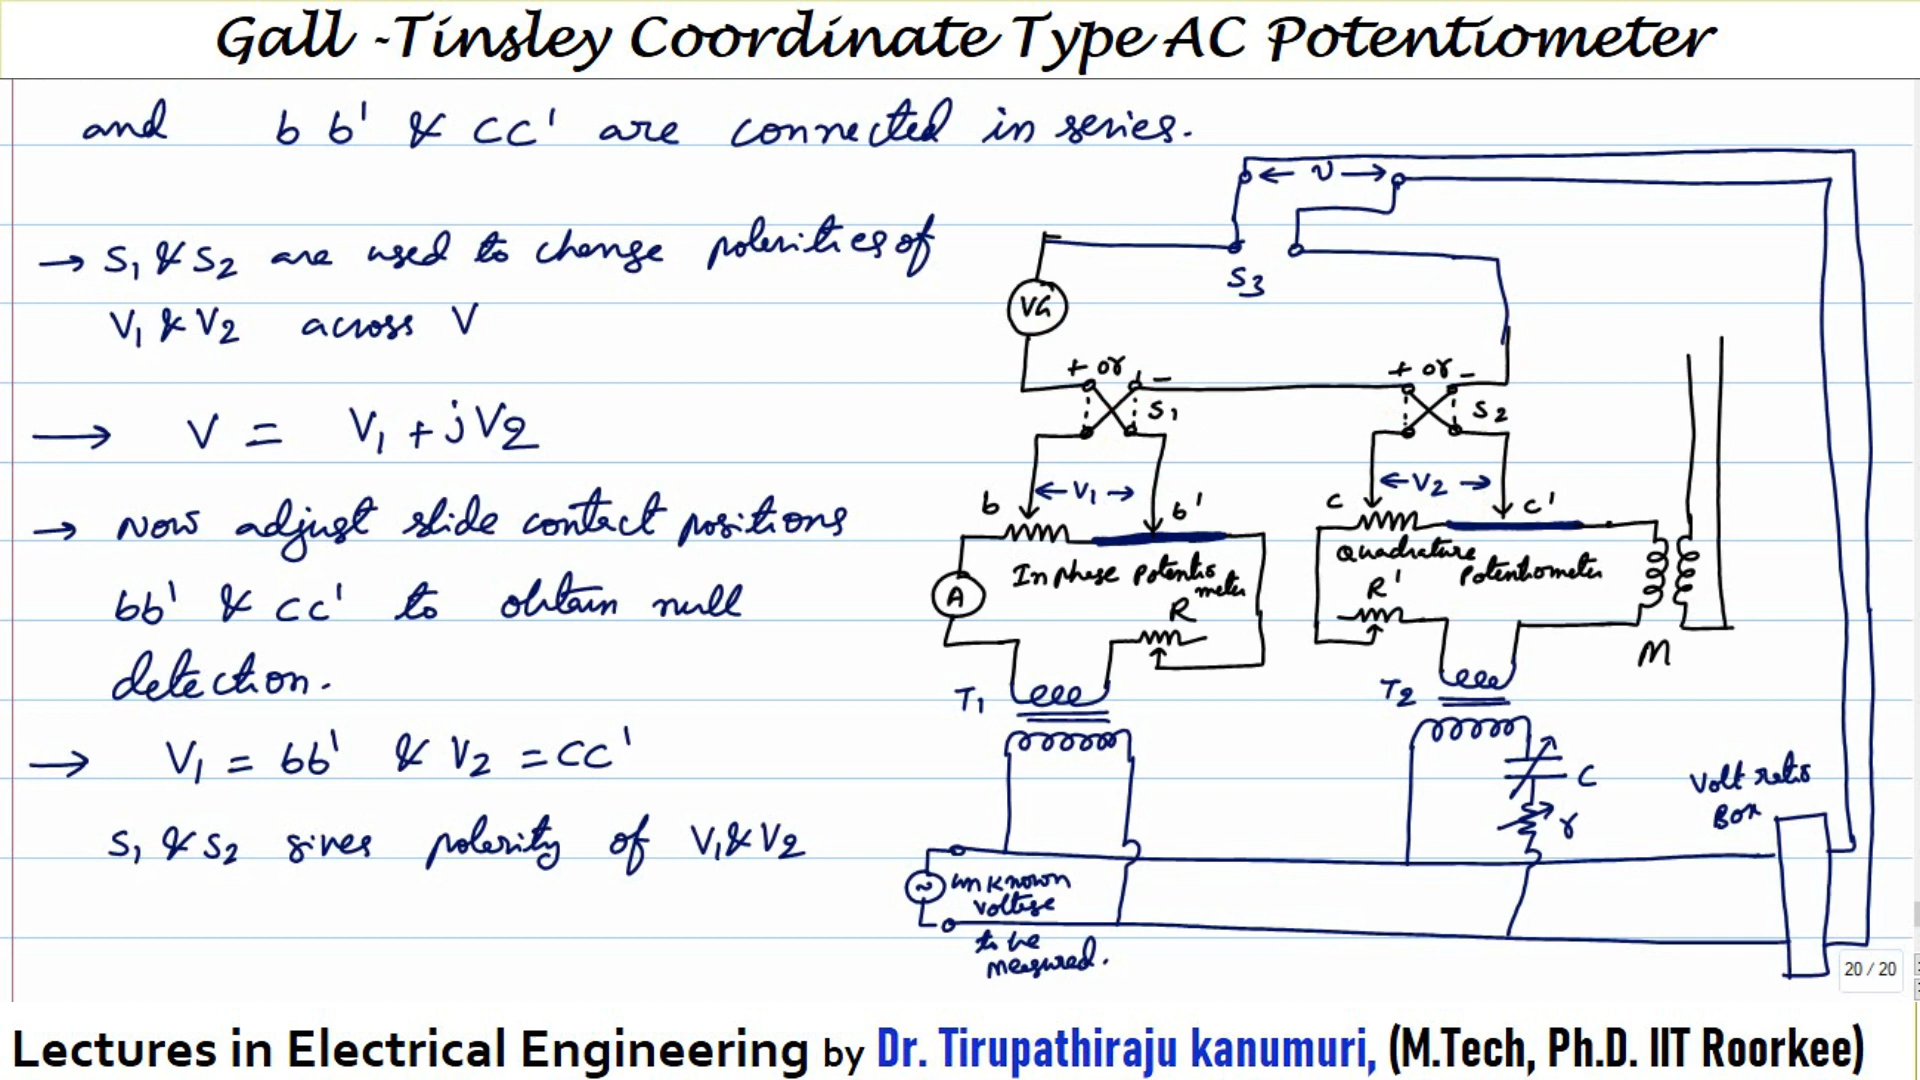 Gall -Tinsley Coordinate Type AC Potentiometer
and b b' & cc' are connected in series.
→ S1 & S2 are used to change polarities of
V1 & V2 across V
→ V = V1 + jV2
→ Now adjust slide contact positions
bb' & cc' to obtain null
detection.
→ V1 = bb' & V2 = cc'
S1 & S2 gives polarity of V1 & V2
← V →
S3
VG
+ or -
S1
+ or -
S2
b
← V1 →
b'
c
← V2 →
c'
In phase Potentio
meter
A
R
Quadrature
Potentiometer
R'
M
T1
T2
C
r
Volt ratio
Box
~
unknown
voltage
to be
measured.
20 / 20
Lectures in Electrical Engineering by Dr. Tirupathiraju kanumuri, (M.Tech, Ph.D. IIT Roorkee)